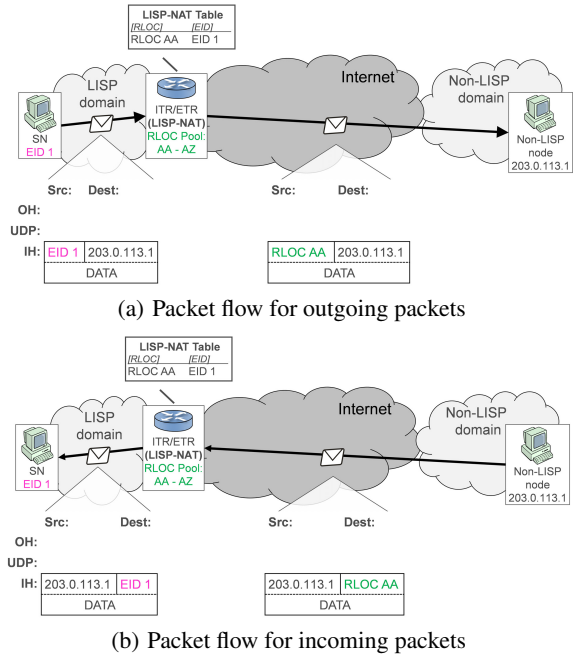 LISP-NAT Table
[RLOC] [EID]
RLOC AA EID 1
LISP
domain
Internet
Non-LISP
domain
ITR/ETR
(LISP-NAT)
RLOC Pool:
AA - AZ
SN
EID 1
Non-LISP
node
203.0.113.1
Src: Dest: Src: Dest:
OH:
UDP:
IH: EID 1 203.0.113.1 RLOC AA 203.0.113.1
DATA DATA
(a) Packet flow for outgoing packets
LISP-NAT Table
[RLOC] [EID]
RLOC AA EID 1
LISP
domain
Internet
Non-LISP
domain
ITR/ETR
(LISP-NAT)
RLOC Pool:
AA - AZ
SN
EID 1
Non-LISP
node
203.0.113.1
Src: Dest: Src: Dest:
OH:
UDP:
IH: 203.0.113.1 EID 1 203.0.113.1 RLOC AA
DATA DATA
(b) Packet flow for incoming packets